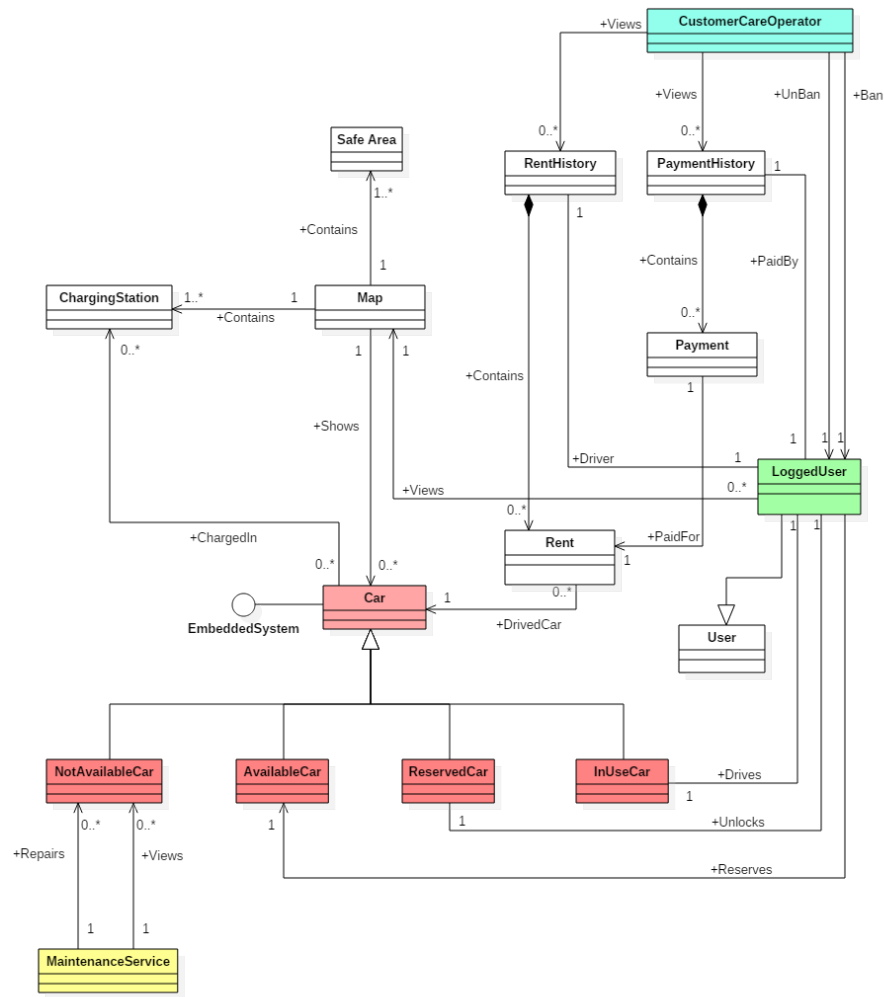 CustomerCareOperator
+Views
+Views
+UnBan
+Ban
0..*
0..*
Safe Area
RentHistory
PaymentHistory
1
1..*
1
+Contains
+Contains
+PaidBy
1
ChargingStation
1..*
1
Map
+Contains
0..*
0..*
1
1
Payment
+Contains
1
+Shows
1
1
1
+Driver
1
LoggedUser
+Views
0..*
0..*
+ChargedIn
+PaidFor
1
1
Rent
0..*
0..*
1
Car
1
0..*
EmbeddedSystem
+DrivedCar
User
NotAvailableCar
AvailableCar
ReservedCar
InUseCar
+Drives
1
0..*
0..*
1
1
+Unlocks
+Repairs
+Views
+Reserves
1
1
MaintenanceService